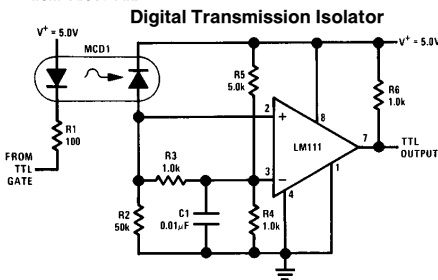 Digital Transmission Isolator
V+ = 5.0V
MCD1
R1
100
FROM
TTL
GATE
R2
50k
R3
1.0k
C1
0.01μF
R5
5.0k
R4
1.0k
2
+
3
−
LM111
8
7
1
4
V+ = 5.0V
R6
1.0k
TTL
OUTPUT